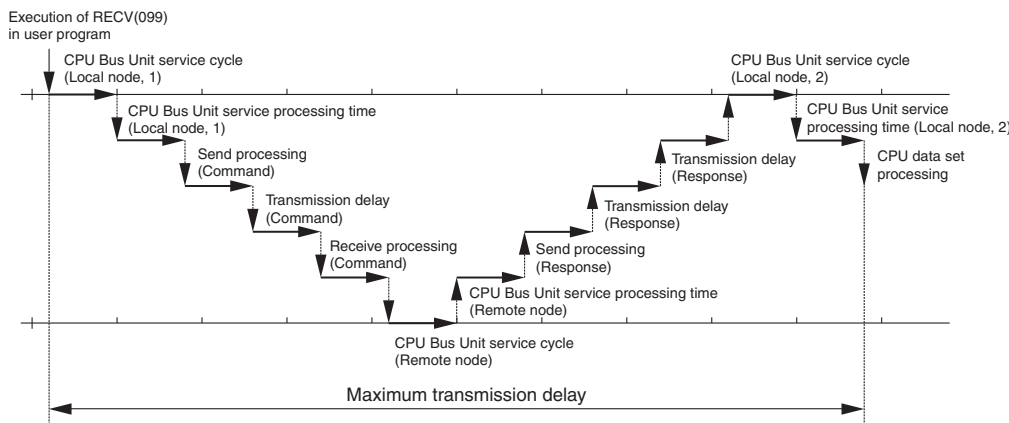 Execution of RECV(099)
in user program
CPU Bus Unit service cycle
(Local node, 1)
CPU Bus Unit service processing time
(Local node, 1)
Send processing
(Command)
Transmission delay
(Command)
Receive processing
(Command)
CPU Bus Unit service cycle
(Remote node)
CPU Bus Unit service processing time
(Remote node)
Send processing
(Response)
Transmission delay
(Response)
Transmission delay
(Response)
CPU Bus Unit service cycle
(Local node, 2)
CPU Bus Unit service
processing time (Local node, 2)
CPU data set
processing
Maximum transmission delay